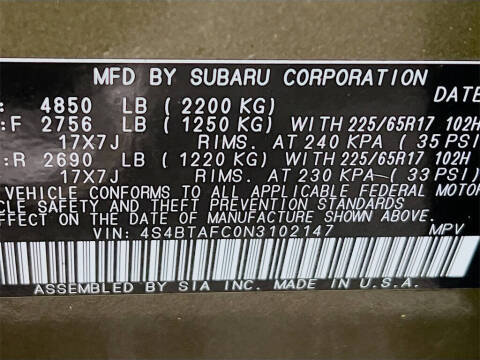 MFD BY SUBARU CORPORATION DATE
: 4850 LB (2200 KG)
:F 2756 LB (1250 KG) WITH 225/65R17 102H
17X7J RIMS. AT 240 KPA (35 PSI
:R 2690 LB (1220 KG) WITH 225/65R17 102H
17X7J RIMS. AT 230 KPA (33 PSI)
VEHICLE CONFORMS TO ALL APPLICABLE FEDERAL MOTOR
SAFETY AND THEFT PREVENTION STANDARDS IN
EFFECT ON THE DATE OF MANUFACTURE SHOWN ABOVE.
VIN: 4S4BTAFC0N3102147 MPV
ASSEMBLED BY SIA INC. MADE IN U.S.A.